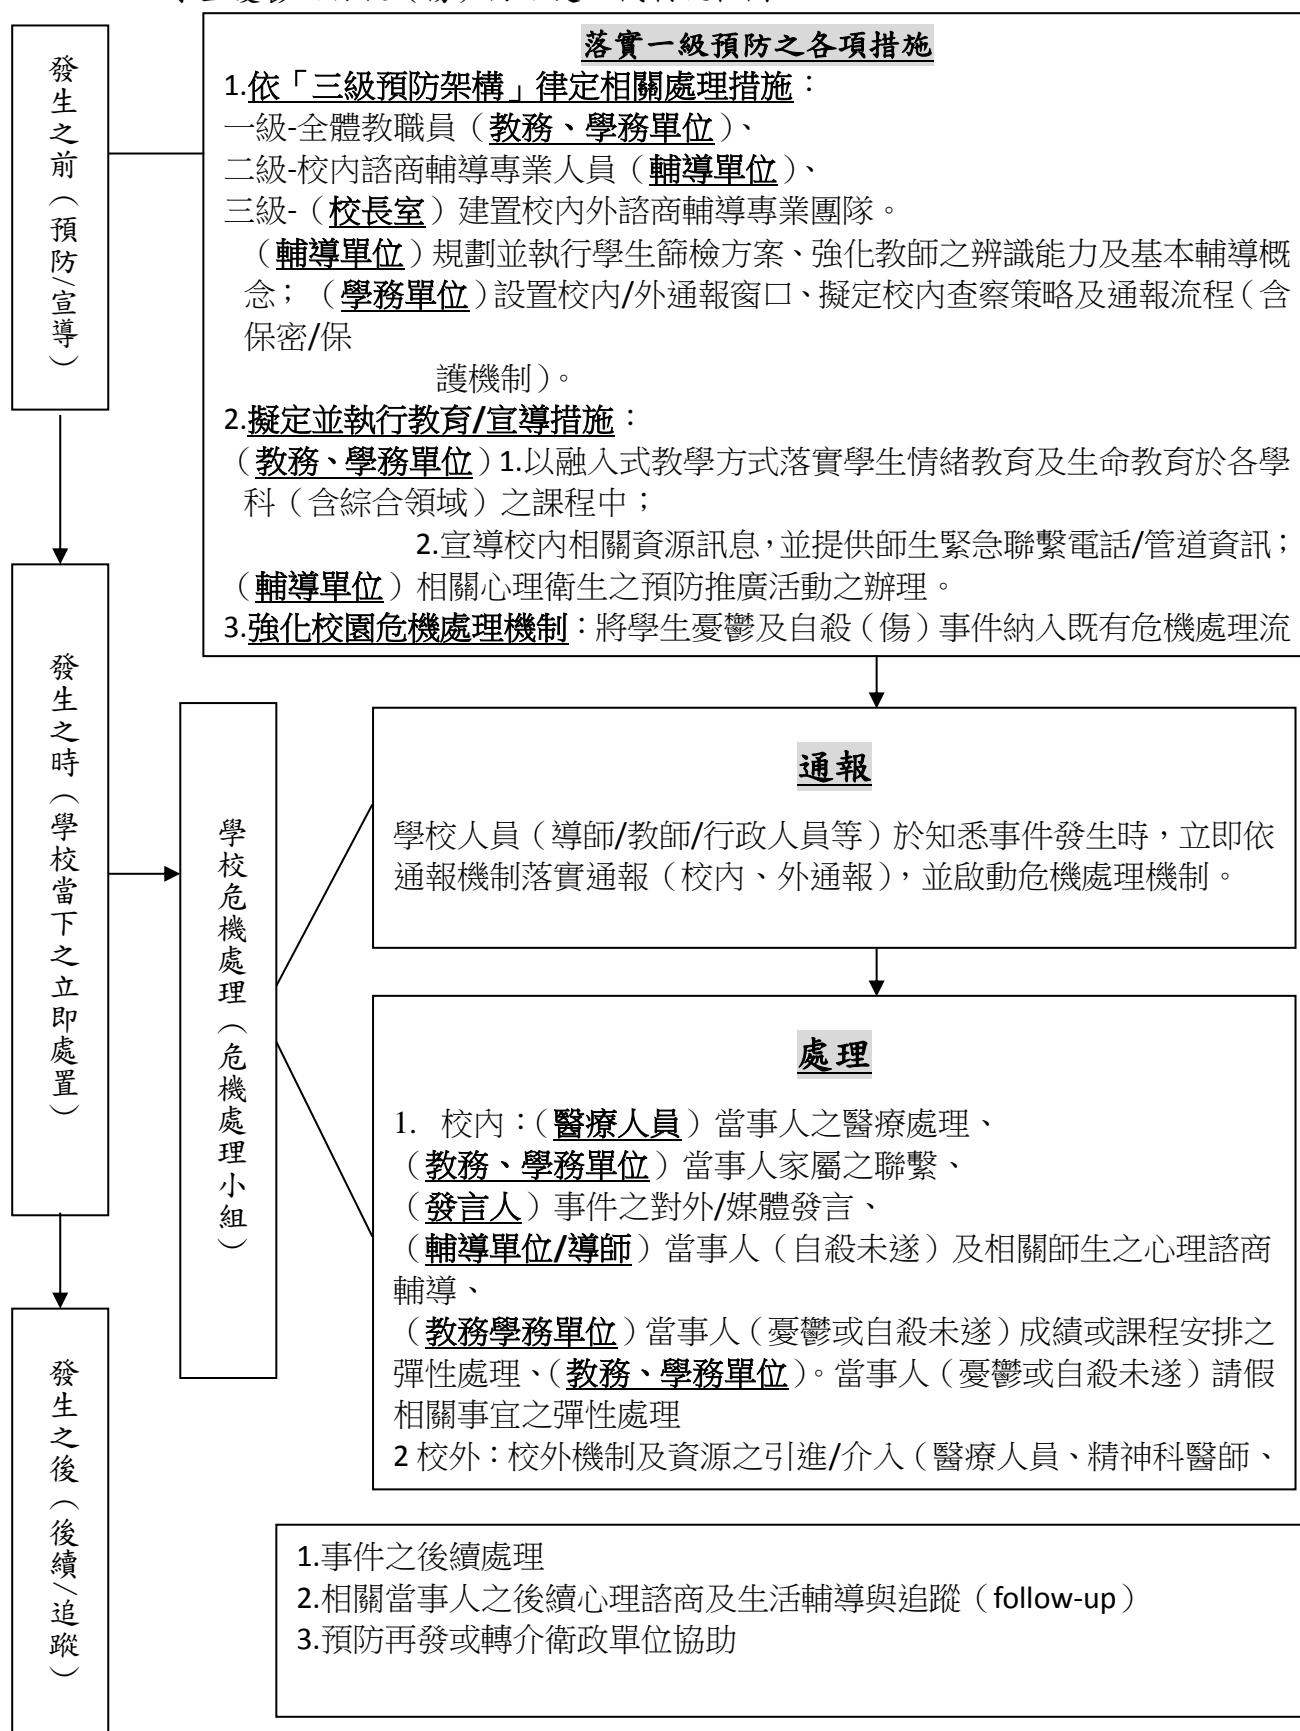 發生之前（預防/宣導）
落實一級預防之各項措施
1.依「三級預防架構」律定相關處理措施：
一級-全體教職員（教務、學務單位）、
二級-校內諮商輔導專業人員（輔導單位）、
三級-（校長室）建置校內外諮商輔導專業團隊。
（輔導單位）規劃並執行學生篩檢方案、強化教師之辨識能力及基本輔導概
念；（學務單位）設置校內/外通報窗口、擬定校內查察策略及通報流程（含
保密/保
護機制）。
2.擬定並執行教育/宣導措施：
（教務、學務單位）1.以融入式教學方式落實學生情緒教育及生命教育於各學
科（含綜合領域）之課程中；
2.宣導校內相關資源訊息，並提供師生緊急聯繫電話/管道資訊；
（輔導單位）相關心理衛生之預防推廣活動之辦理。
3.強化校園危機處理機制：將學生憂鬱及自殺（傷）事件納入既有危機處理流
發生之時（學校當下之立即處置）
學校危機處理（危機處理小組）
通報
學校人員（導師/教師/行政人員等）於知悉事件發生時，立即依
通報機制落實通報（校內、外通報），並啟動危機處理機制。
處理
1. 校內：（醫療人員）當事人之醫療處理、
（教務、學務單位）當事人家屬之聯繫、
（發言人）事件之對外/媒體發言、
（輔導單位/導師）當事人（自殺未遂）及相關師生之心理諮商
輔導、
（教務學務單位）當事人（憂鬱或自殺未遂）成績或課程安排之
彈性處理、（教務、學務單位）。當事人（憂鬱或自殺未遂）請假
相關事宜之彈性處理
2 校外：校外機制及資源之引進/介入（醫療人員、精神科醫師、
發生之後（後續/追蹤）
1.事件之後續處理
2.相關當事人之後續心理諮商及生活輔導與追蹤（follow-up）
3.預防再發或轉介衛政單位協助